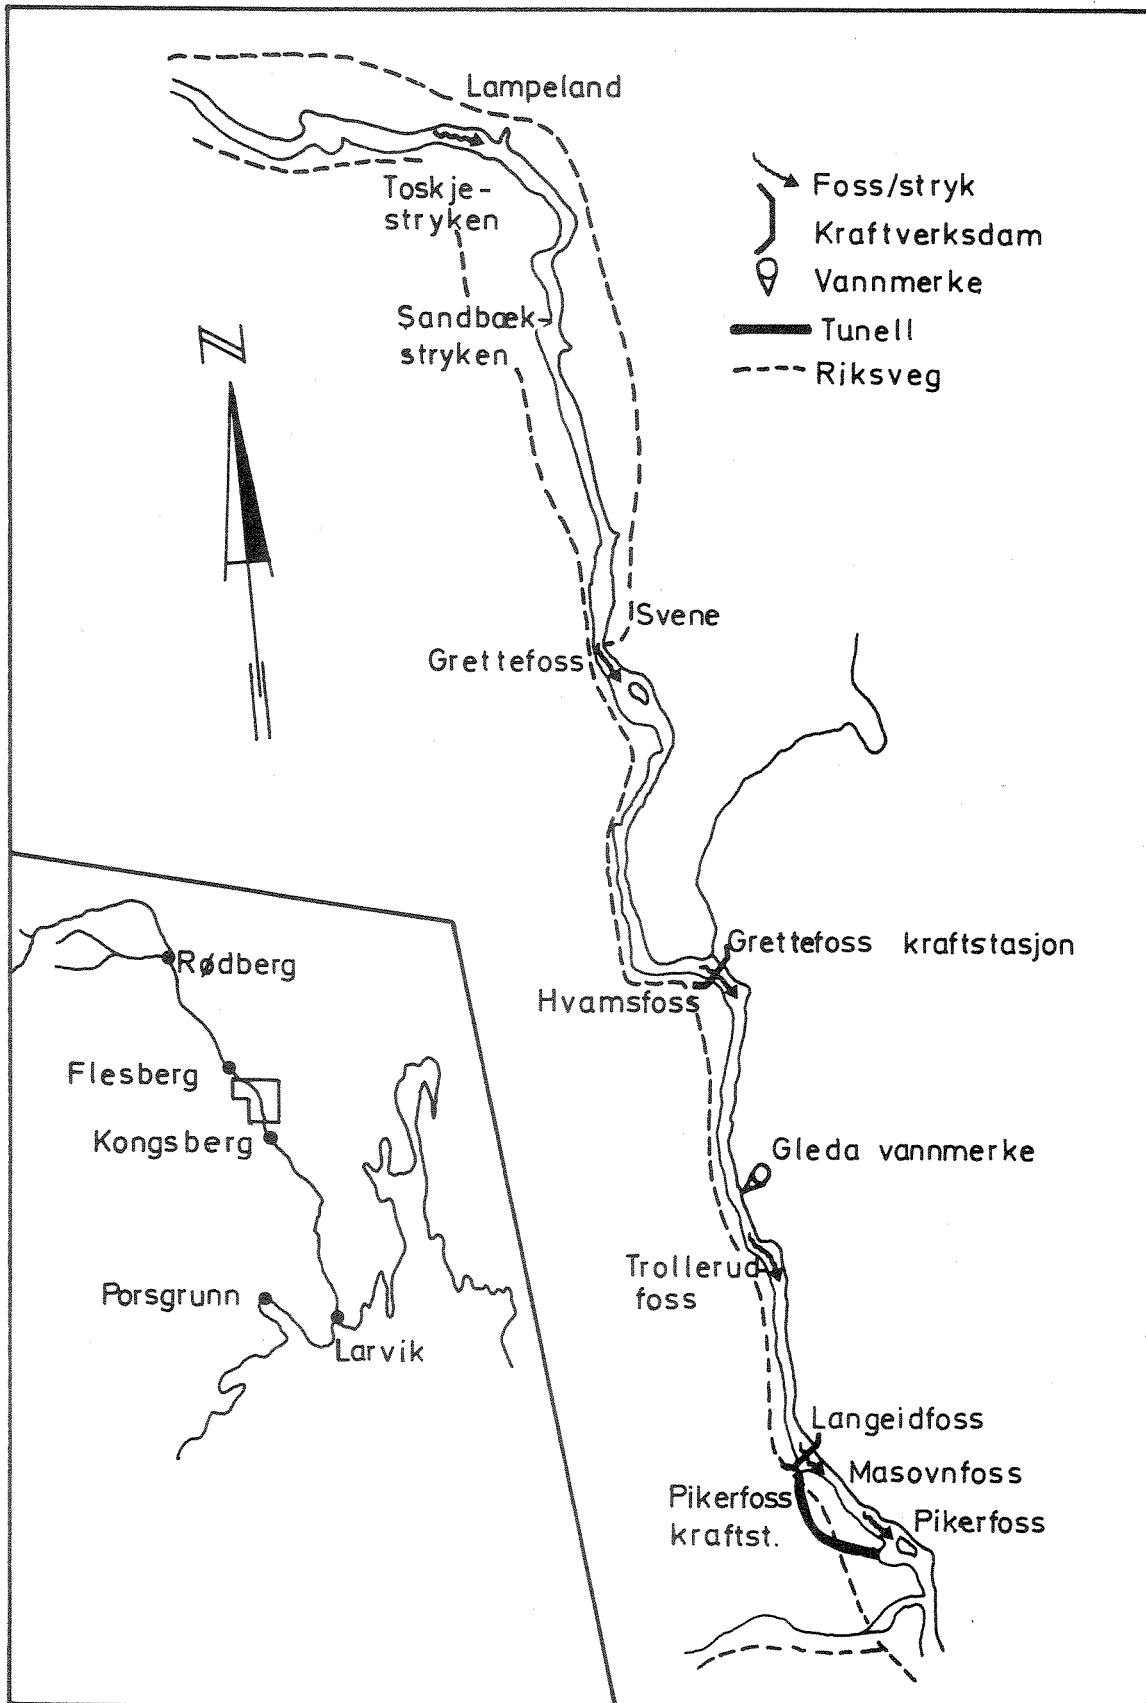 Lampeland
Toskje-
stryken
Foss/stryk
Kraftverksdam
Vannmerke
Tunell
Riksveg
N
Sandbæk-
stryken
Svene
Grettefoss
Grettefoss kraftstasjon
Hvamsfoss
Gleda vannmerke
Trollerud
foss
Langeidfoss
Masovnfoss
Pikerfoss
kraftst.
Pikerfoss
Rødberg
Flesberg
Kongsberg
Porsgrunn
Larvik